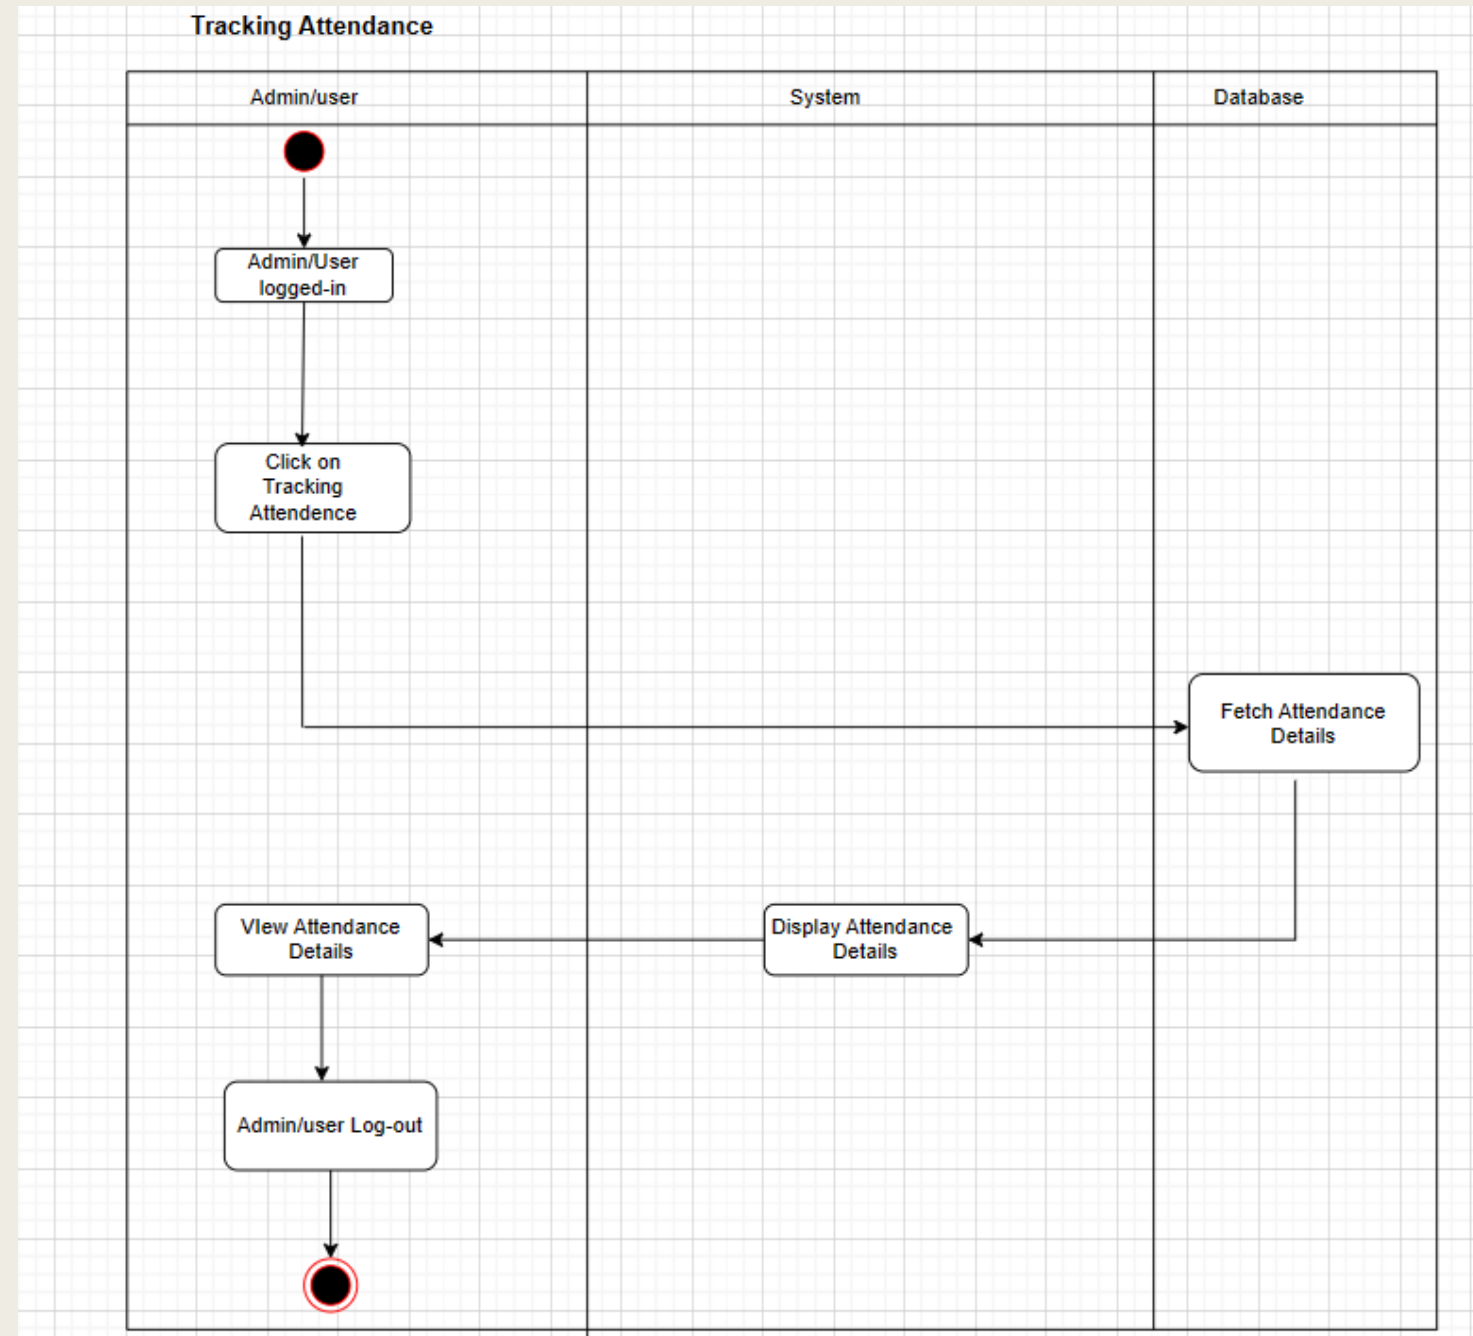 Tracking Attendance
Admin/user
System
Database
Admin/User
logged-in
Click on
Tracking
Attendence
Fetch Attendance
Details
VIew Attendance
Details
Display Attendance
Details
Admin/user Log-out